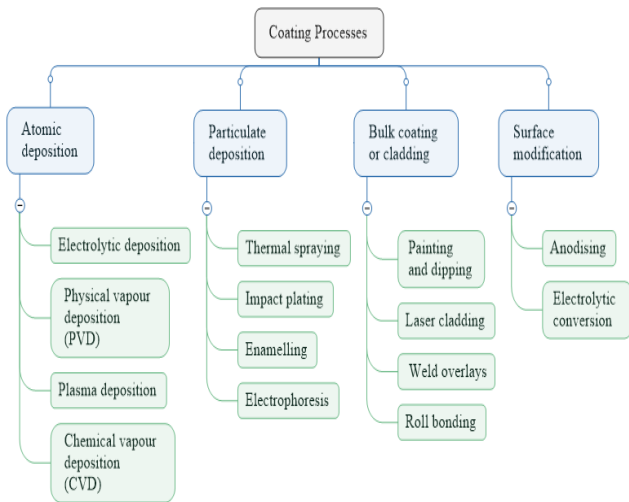 Coating Processes
Atomic
deposition
Particulate
deposition
Bulk coating
or cladding
Surface
modification
Electrolytic deposition
Physical vapour
deposition
(PVD)
Plasma deposition
Chemical vapour
deposition
(CVD)
Thermal spraying
Impact plating
Enamelling
Electrophoresis
Painting
and dipping
Laser cladding
Weld overlays
Roll bonding
Anodising
Electrolytic
conversion